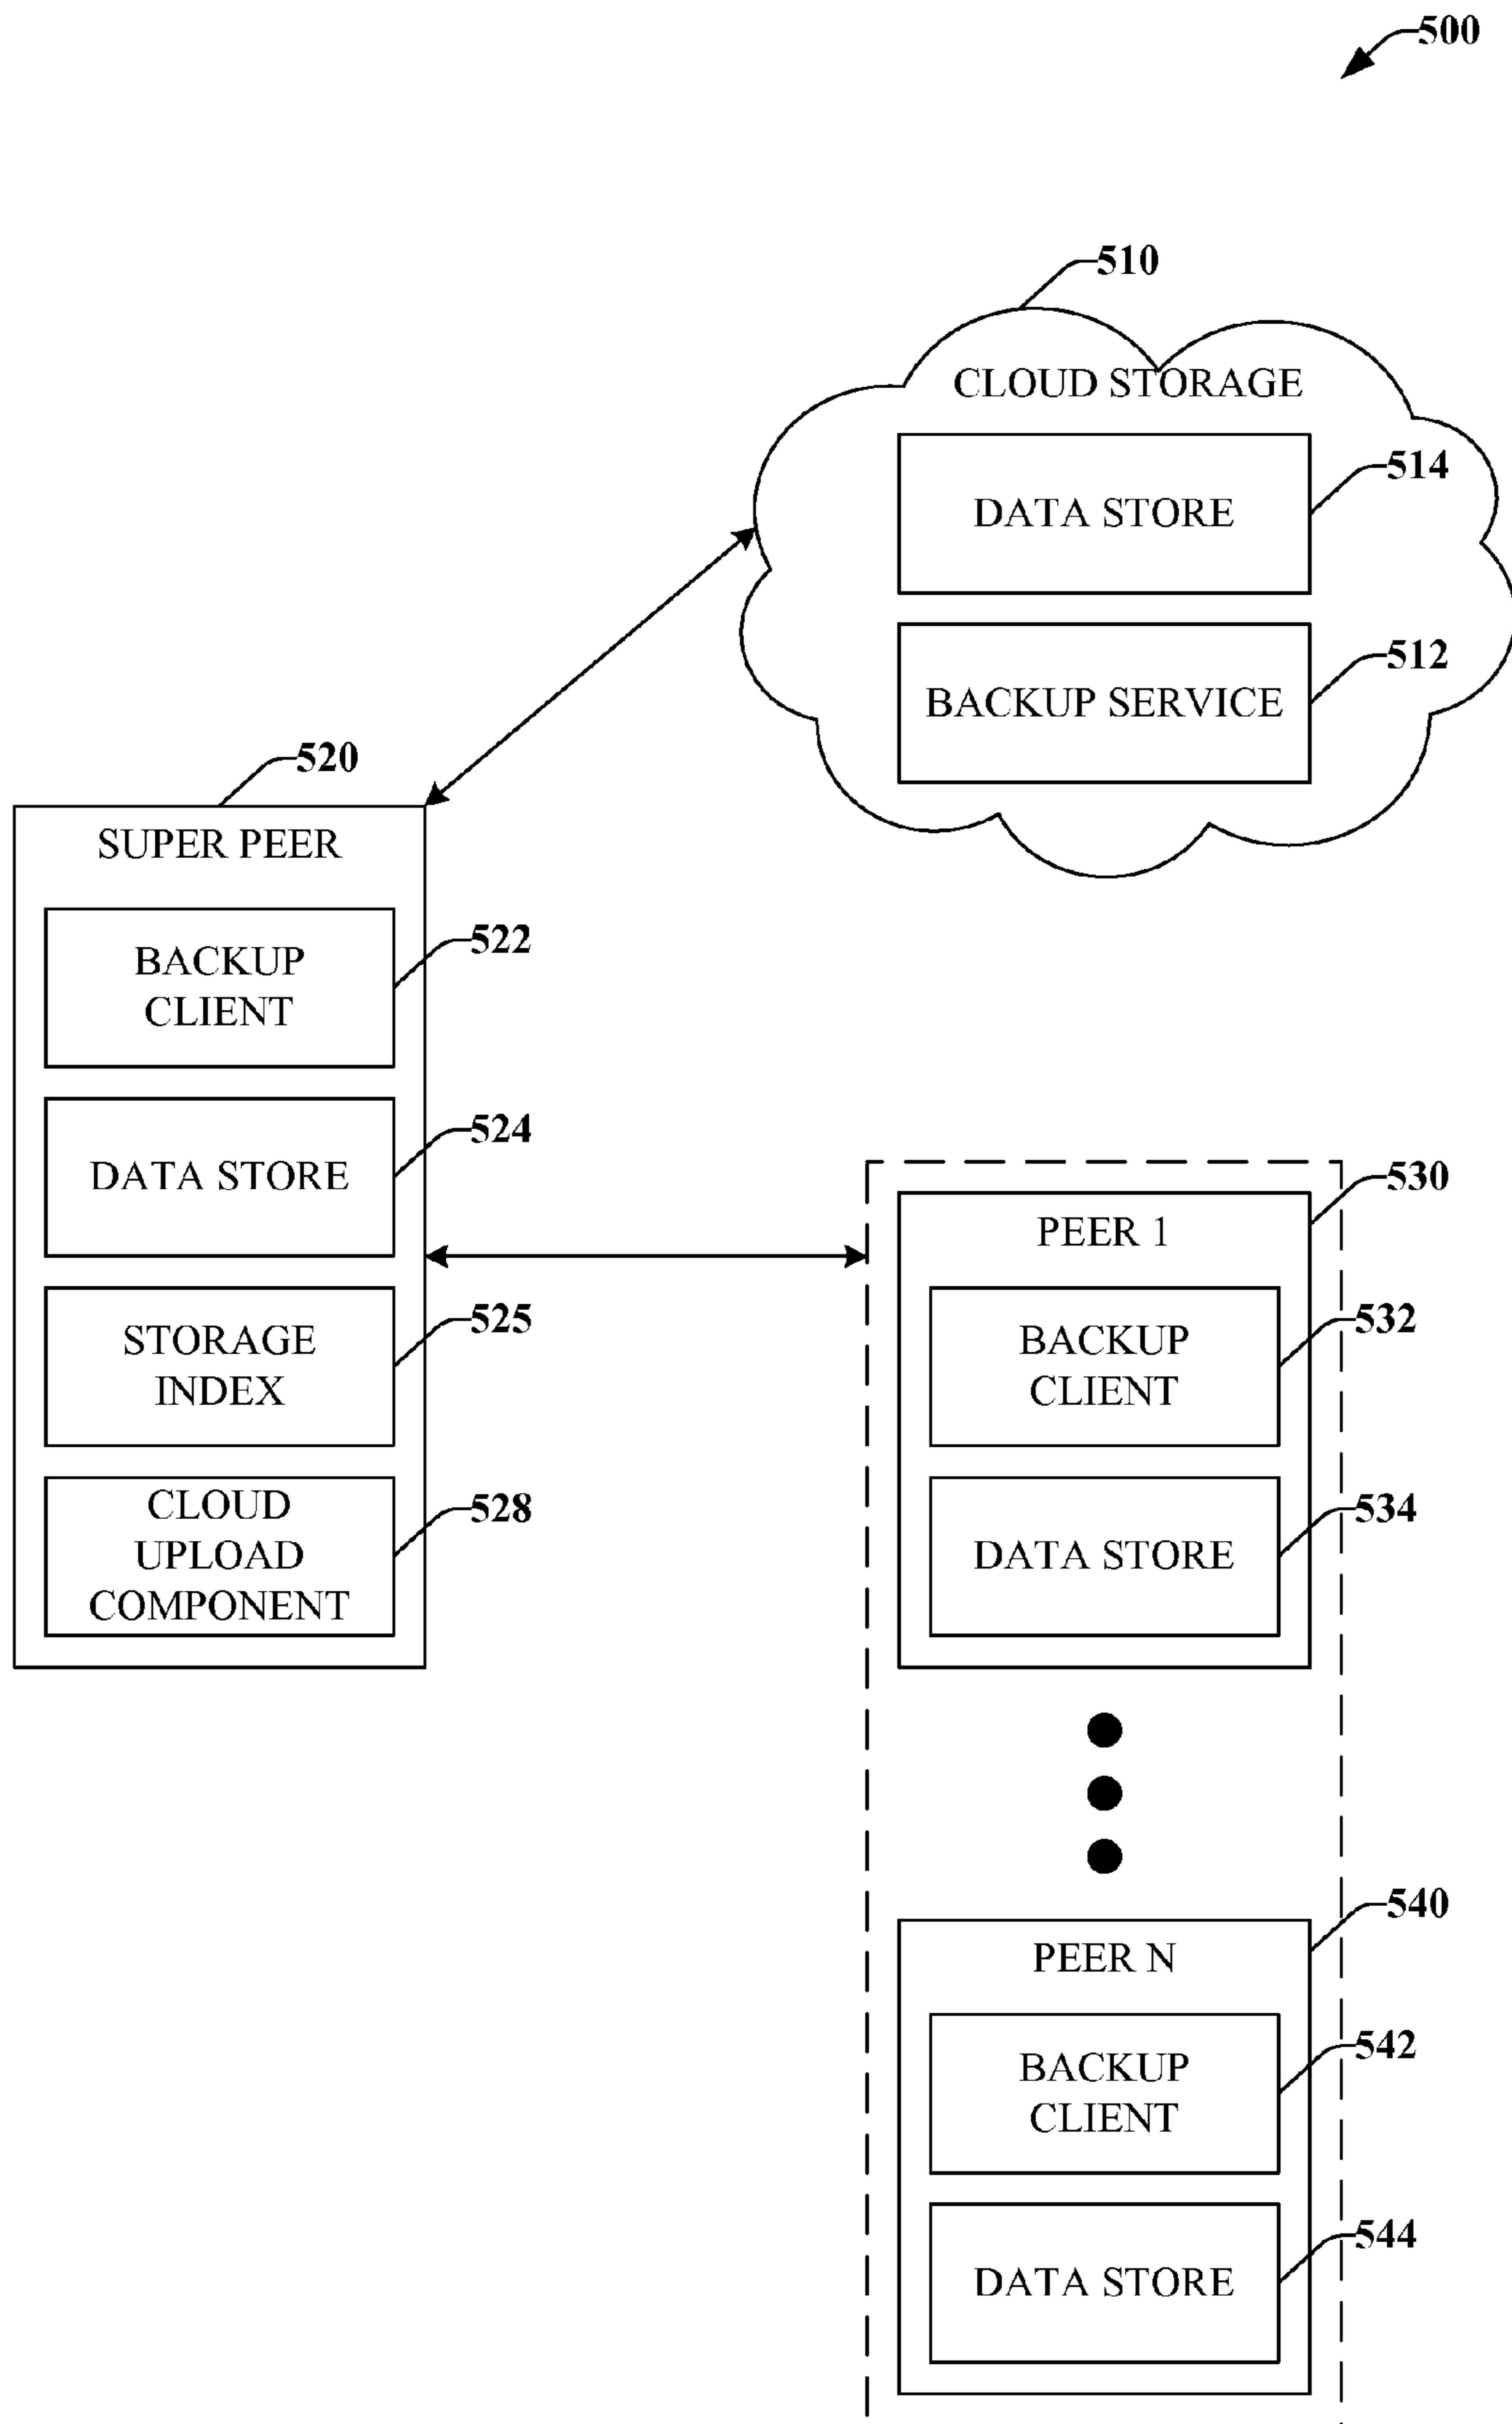 500
510
CLOUD STORAGE
514
DATA STORE
512
BACKUP SERVICE
520
SUPER PEER
522
BACKUP
CLIENT
524
DATA STORE
525
STORAGE
INDEX
528
CLOUD
UPLOAD
COMPONENT
530
PEER 1
532
BACKUP
CLIENT
534
DATA STORE
540
PEER N
542
BACKUP
CLIENT
544
DATA STORE